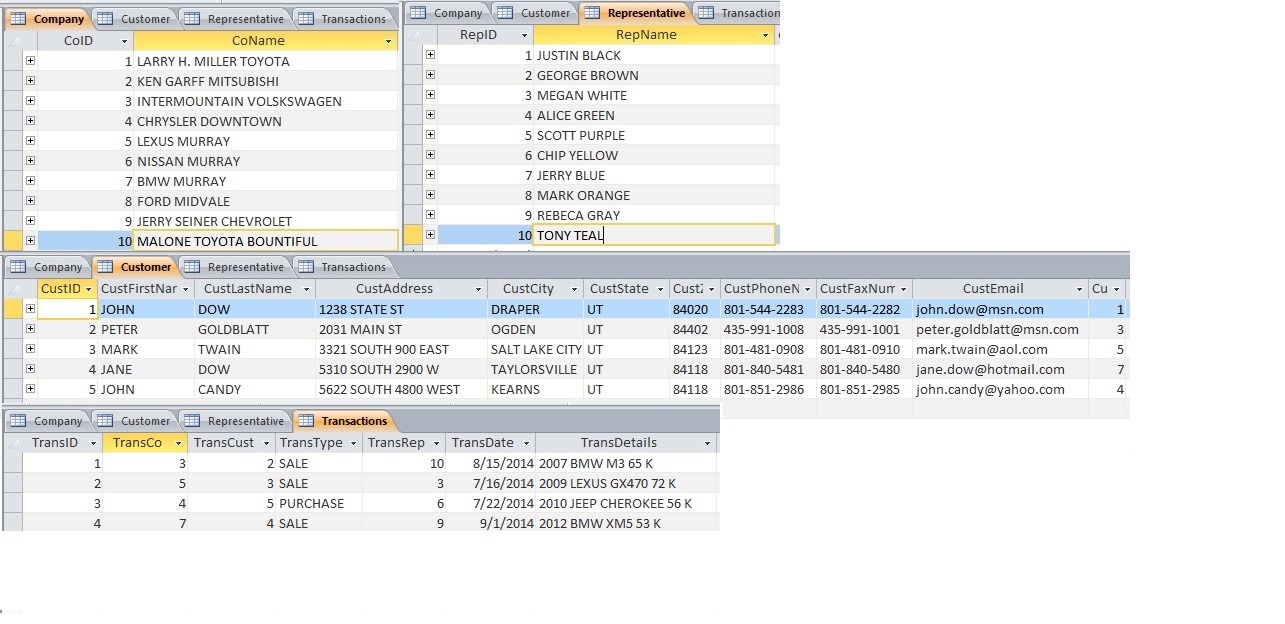 Company Customer Representative Transactions
CoID CoName
1 LARRY H. MILLER TOYOTA
2 KEN GARFF MITSUBISHI
3 INTERMOUNTAIN VOLSKSWAGEN
4 CHRYSLER DOWNTOWN
5 LEXUS MURRAY
6 NISSAN MURRAY
7 BMW MURRAY
8 FORD MIDVALE
9 JERRY SEINER CHEVROLET
10 MALONE TOYOTA BOUNTIFUL
Company Customer Representative Transaction
RepID RepName
1 JUSTIN BLACK
2 GEORGE BROWN
3 MEGAN WHITE
4 ALICE GREEN
5 SCOTT PURPLE
6 CHIP YELLOW
7 JERRY BLUE
8 MARK ORANGE
9 REBECA GRAY
10 TONY TEAL
Company Customer Representative Transactions
CustID CustFirstNar CustLastName CustAddress CustCity CustState CustZ CustPhoneN CustFaxNum CustEmail Cu
1 JOHN DOW 1238 STATE ST DRAPER UT 84020 801-544-2283 801-544-2282 john.dow@msn.com 1
2 PETER GOLDBLATT 2031 MAIN ST OGDEN UT 84402 435-991-1008 435-991-1001 peter.goldblatt@msn.com 3
3 MARK TWAIN 3321 SOUTH 900 EAST SALT LAKE CITY UT 84123 801-481-0908 801-481-0910 mark.twain@aol.com 5
4 JANE DOW 5310 SOUTH 2900 W TAYLORSVILLE UT 84118 801-840-5481 801-840-5480 jane.dow@hotmail.com 7
5 JOHN CANDY 5622 SOUTH 4800 WEST KEARNS UT 84118 801-851-2986 801-851-2985 john.candy@yahoo.com 4
Company Customer Representative Transactions
TransID TransCo TransCust TransType TransRep TransDate TransDetails
1 3 2 SALE 10 8/15/2014 2007 BMW M3 65 K
2 5 3 SALE 3 7/16/2014 2009 LEXUS GX470 72 K
3 4 5 PURCHASE 6 7/22/2014 2010 JEEP CHEROKEE 56 K
4 7 4 SALE 9 9/1/2014 2012 BMW XM5 53 K